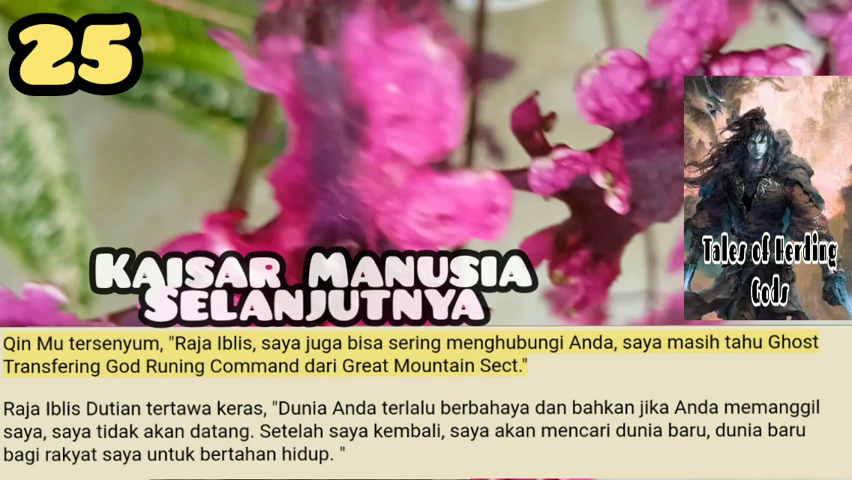 25
Tales of Herding
Gods
KAISAR MANUSIA
SELANJUTNYA
Qin Mu tersenyum, "Raja Iblis, saya juga bisa sering menghubungi Anda, saya masih tahu Ghost
Transfering God Runing Command dari Great Mountain Sect."
Raja Iblis Dutian tertawa keras, "Dunia Anda terlalu berbahaya dan bahkan jika Anda memanggil
saya, saya tidak akan datang. Setelah saya kembali, saya akan mencari dunia baru, dunia baru
bagi rakyat saya untuk bertahan hidup. "